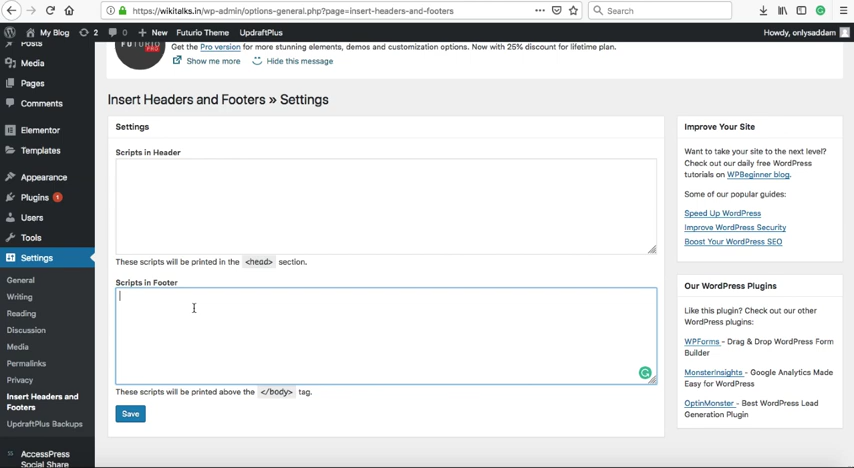 https://wikitalks.in/wp-admin/options-general.php?page=insert-headers-and-footers
Search
My Blog 2 0 + New Futurio Theme UpdraftPlus
Howdy, onlysaddam
Posts
Media
Pages
Comments
Elementor
Templates
Appearance
Plugins 1
Users
Tools
Settings
General
Writing
Reading
Discussion
Media
Permalinks
Privacy
Insert Headers and
Footers
UpdraftPlus Backups
AccessPress
Social Share
FUTURIO
PRO
Get the Pro version for more stunning elements, demos and customization options. Now with 25% discount for lifetime plan.
Show me more Hide this message
Insert Headers and Footers » Settings
Settings
Scripts in Header
These scripts will be printed in the <head> section.
Scripts in Footer
These scripts will be printed above the </body> tag.
Save
Improve Your Site
Want to take your site to the next level?
Check out our daily free WordPress
tutorials on WPBeginner blog.
Some of our popular guides:
Speed Up WordPress
Improve WordPress Security
Boost Your WordPress SEO
Our WordPress Plugins
Like this plugin? Check out our other
WordPress plugins:
WPForms - Drag & Drop WordPress Form
Builder
MonsterInsights - Google Analytics Made
Easy for WordPress
OptinMonster - Best WordPress Lead
Generation Plugin